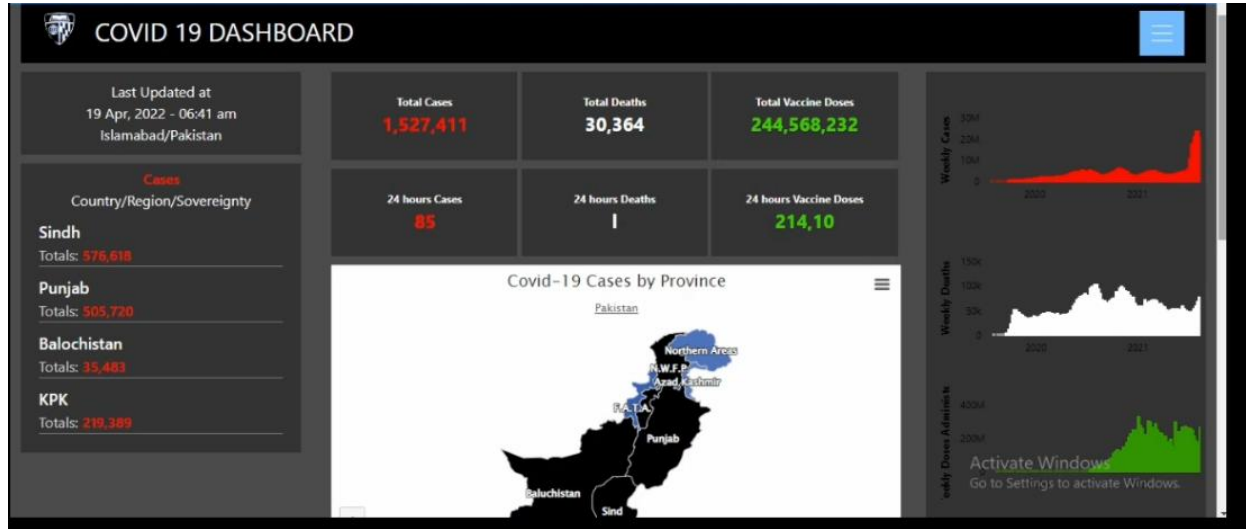 COVID 19 DASHBOARD
Last Updated at
19 Apr, 2022 - 06:41 am
Islamabad/Pakistan
Cases
Country/Region/Sovereignty
Sindh
Totals: 576,618
Punjab
Totals: 505,720
Balochistan
Totals: 35,483
KPK
Totals: 219,389
Total Cases
1,527,411
Total Deaths
30,364
Total Vaccine Doses
244,568,232
24 hours Cases
85
24 hours Deaths
1
24 hours Vaccine Doses
214,10
Covid-19 Cases by Province
Pakistan
Northern Areas
N.W.F.P
Azad Kashmir
F.A.T.A.
Punjab
Baluchistan
Sind
Weekly Cases
30M
20M
10M
0
2020
2021
Weekly Deaths
150k
100k
50k
0
2020
2021
eekly Doses Administe
400M
200M
Activate Windows
Go to Settings to activate Windows.